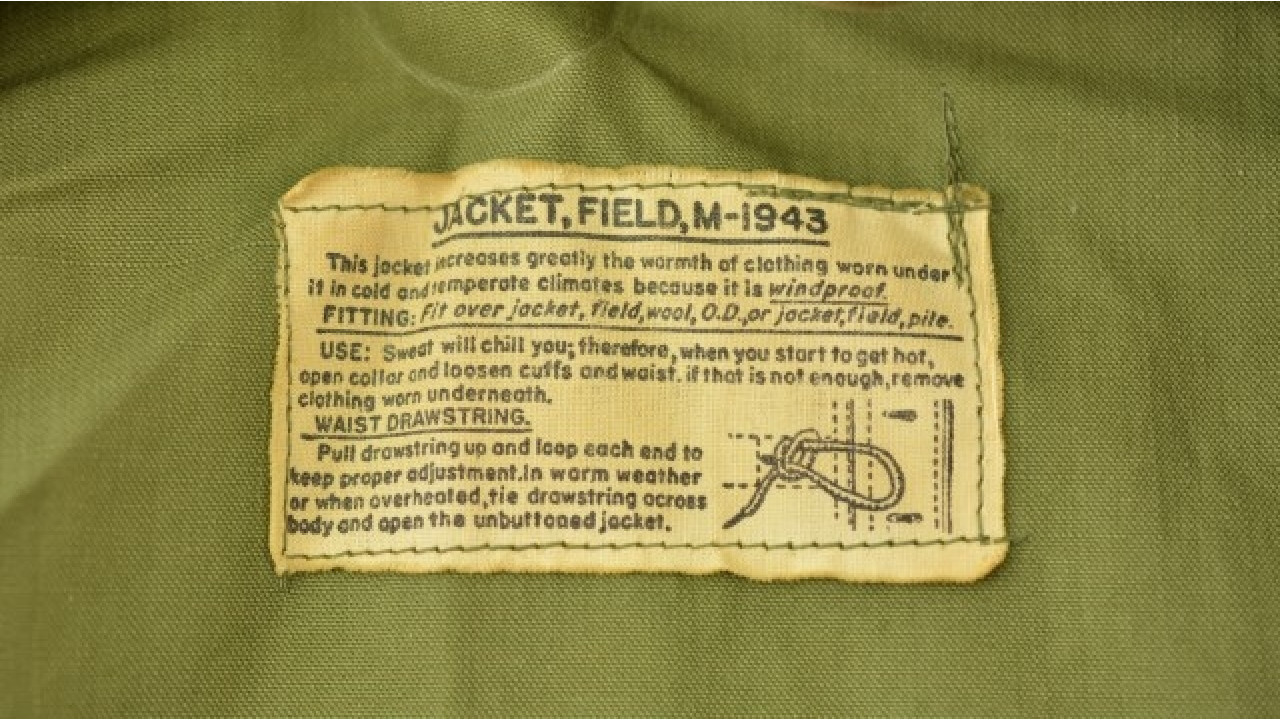 JACKET, FIELD, M-1943
This jacket increases greatly the warmth of clothing worn under
it in cold and temperate climates because it is windproof.
FITTING: Fit over jacket, field, wool, O.D., or jacket, field, pile.
USE: Sweat will chill you; therefore, when you start to get hot,
open collar and loosen cuffs and waist. if that is not enough, remove
clothing worn underneath.
WAIST DRAWSTRING.
Pull drawstring up and loop each end to
keep proper adjustment. In warm weather
or when overheated, tie drawstring across
body and open the unbuttoned jacket.